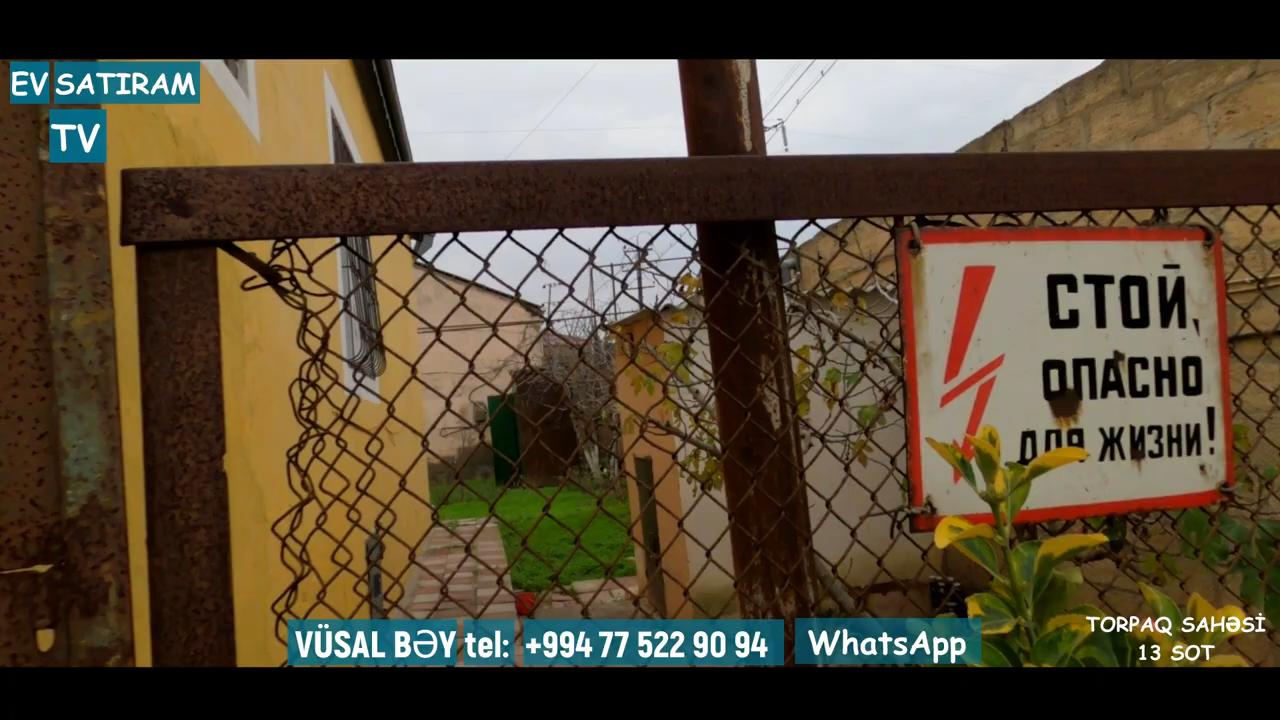 EV SATIRAM
TV
СТОЙ,
ОПАСНО
ДЛЯ ЖИЗНИ!
VÜSAL BƏY tel: +994 77 522 90 94
WhatsApp
TORPAQ SAHƏSİ
13 SOT